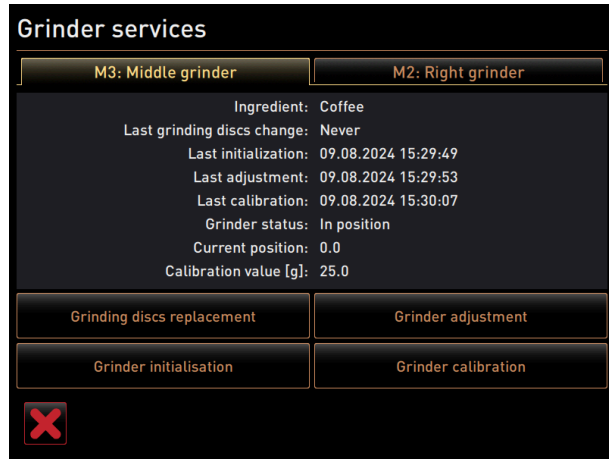 Grinder services
M3: Middle grinder
M2: Right grinder
Ingredient: Coffee
Last grinding discs change: Never
Last initialization: 09.08.2024 15:29:49
Last adjustment: 09.08.2024 15:29:53
Last calibration: 09.08.2024 15:30:07
Grinder status: In position
Current position: 0.0
Calibration value [g]: 25.0
Grinding discs replacement
Grinder adjustment
Grinder initialisation
Grinder calibration